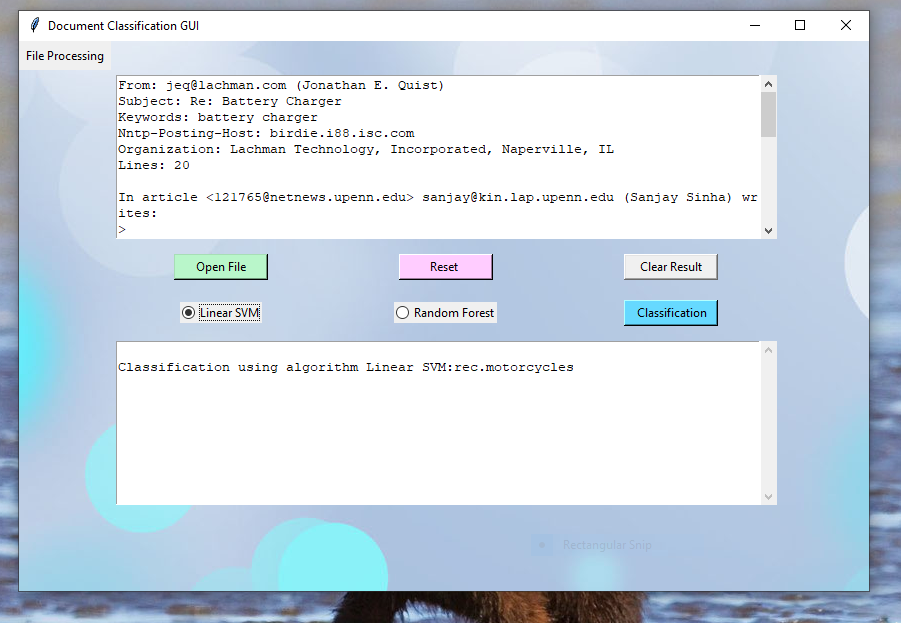 Document Classification GUI
File Processing
From: jeq@lachman.com (Jonathan E. Quist)
Subject: Re: Battery Charger
Keywords: battery charger
Nntp-Posting-Host: birdie.i88.isc.com
Organization: Lachman Technology, Incorporated, Naperville, IL
Lines: 20
In article <121765@netnews.upenn.edu> sanjay@kin.lap.upenn.edu (Sanjay Sinha) wr
ites:
>
Open File Reset Clear Result
Linear SVM Random Forest Classification
Classification using algorithm Linear SVM:rec.motorcycles
Rectangular Snip